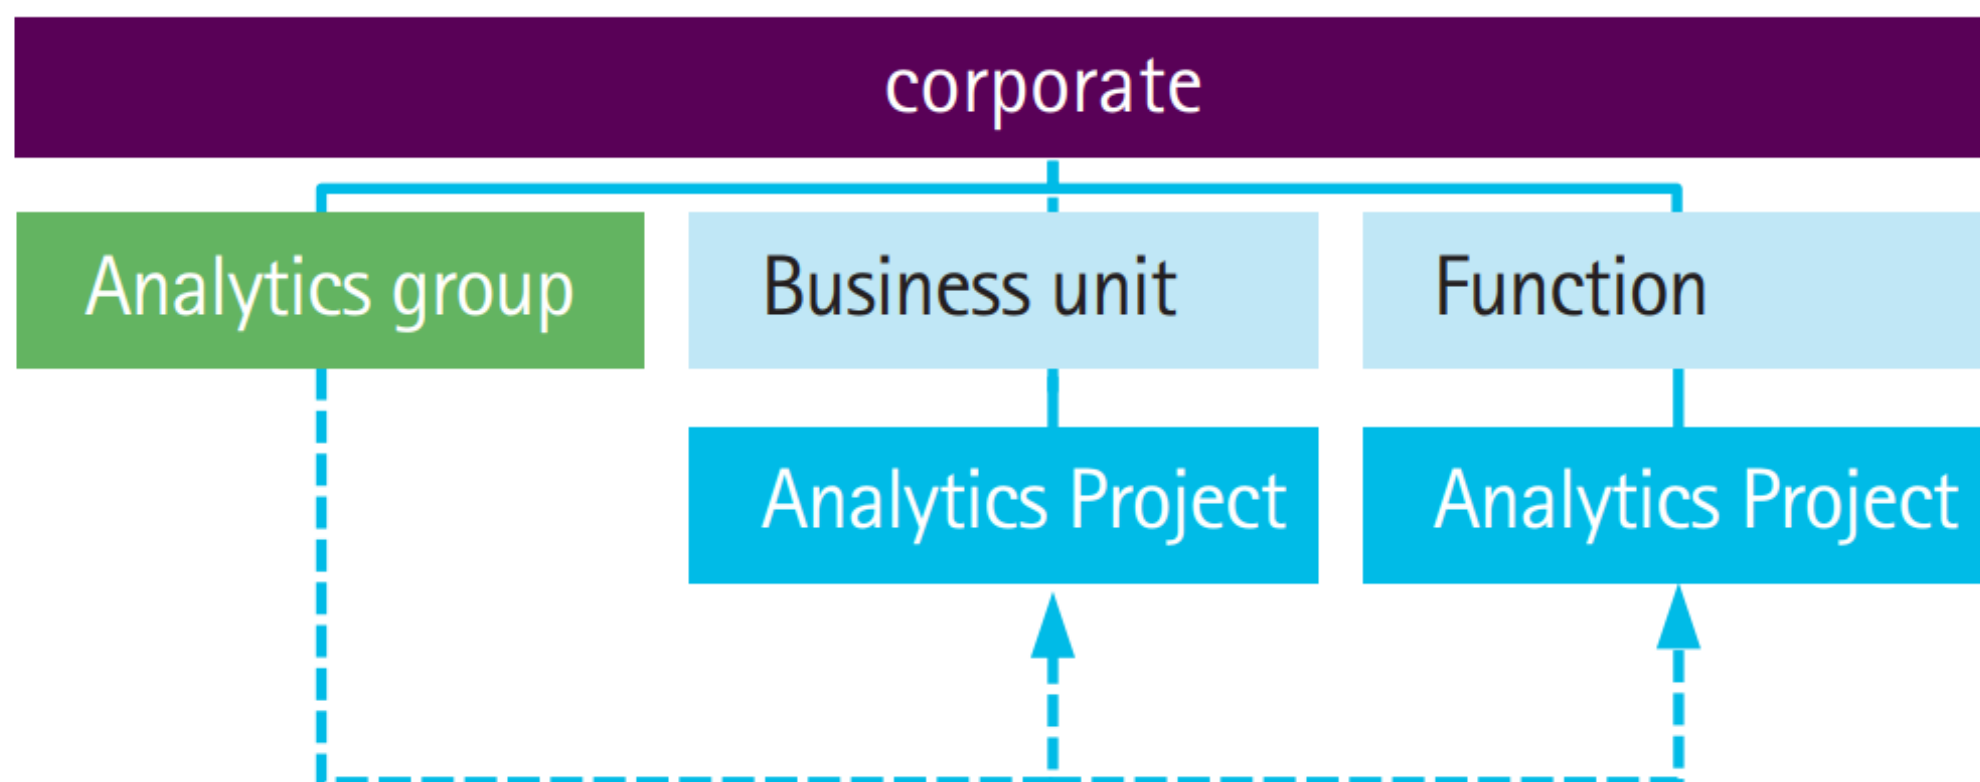 corporate
Analytics group
Business unit
Function
Analytics Project
Analytics Project